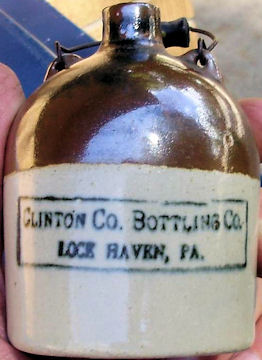 CLINTON CO. BOTTLING CO.
LOCK HAVEN, PA.